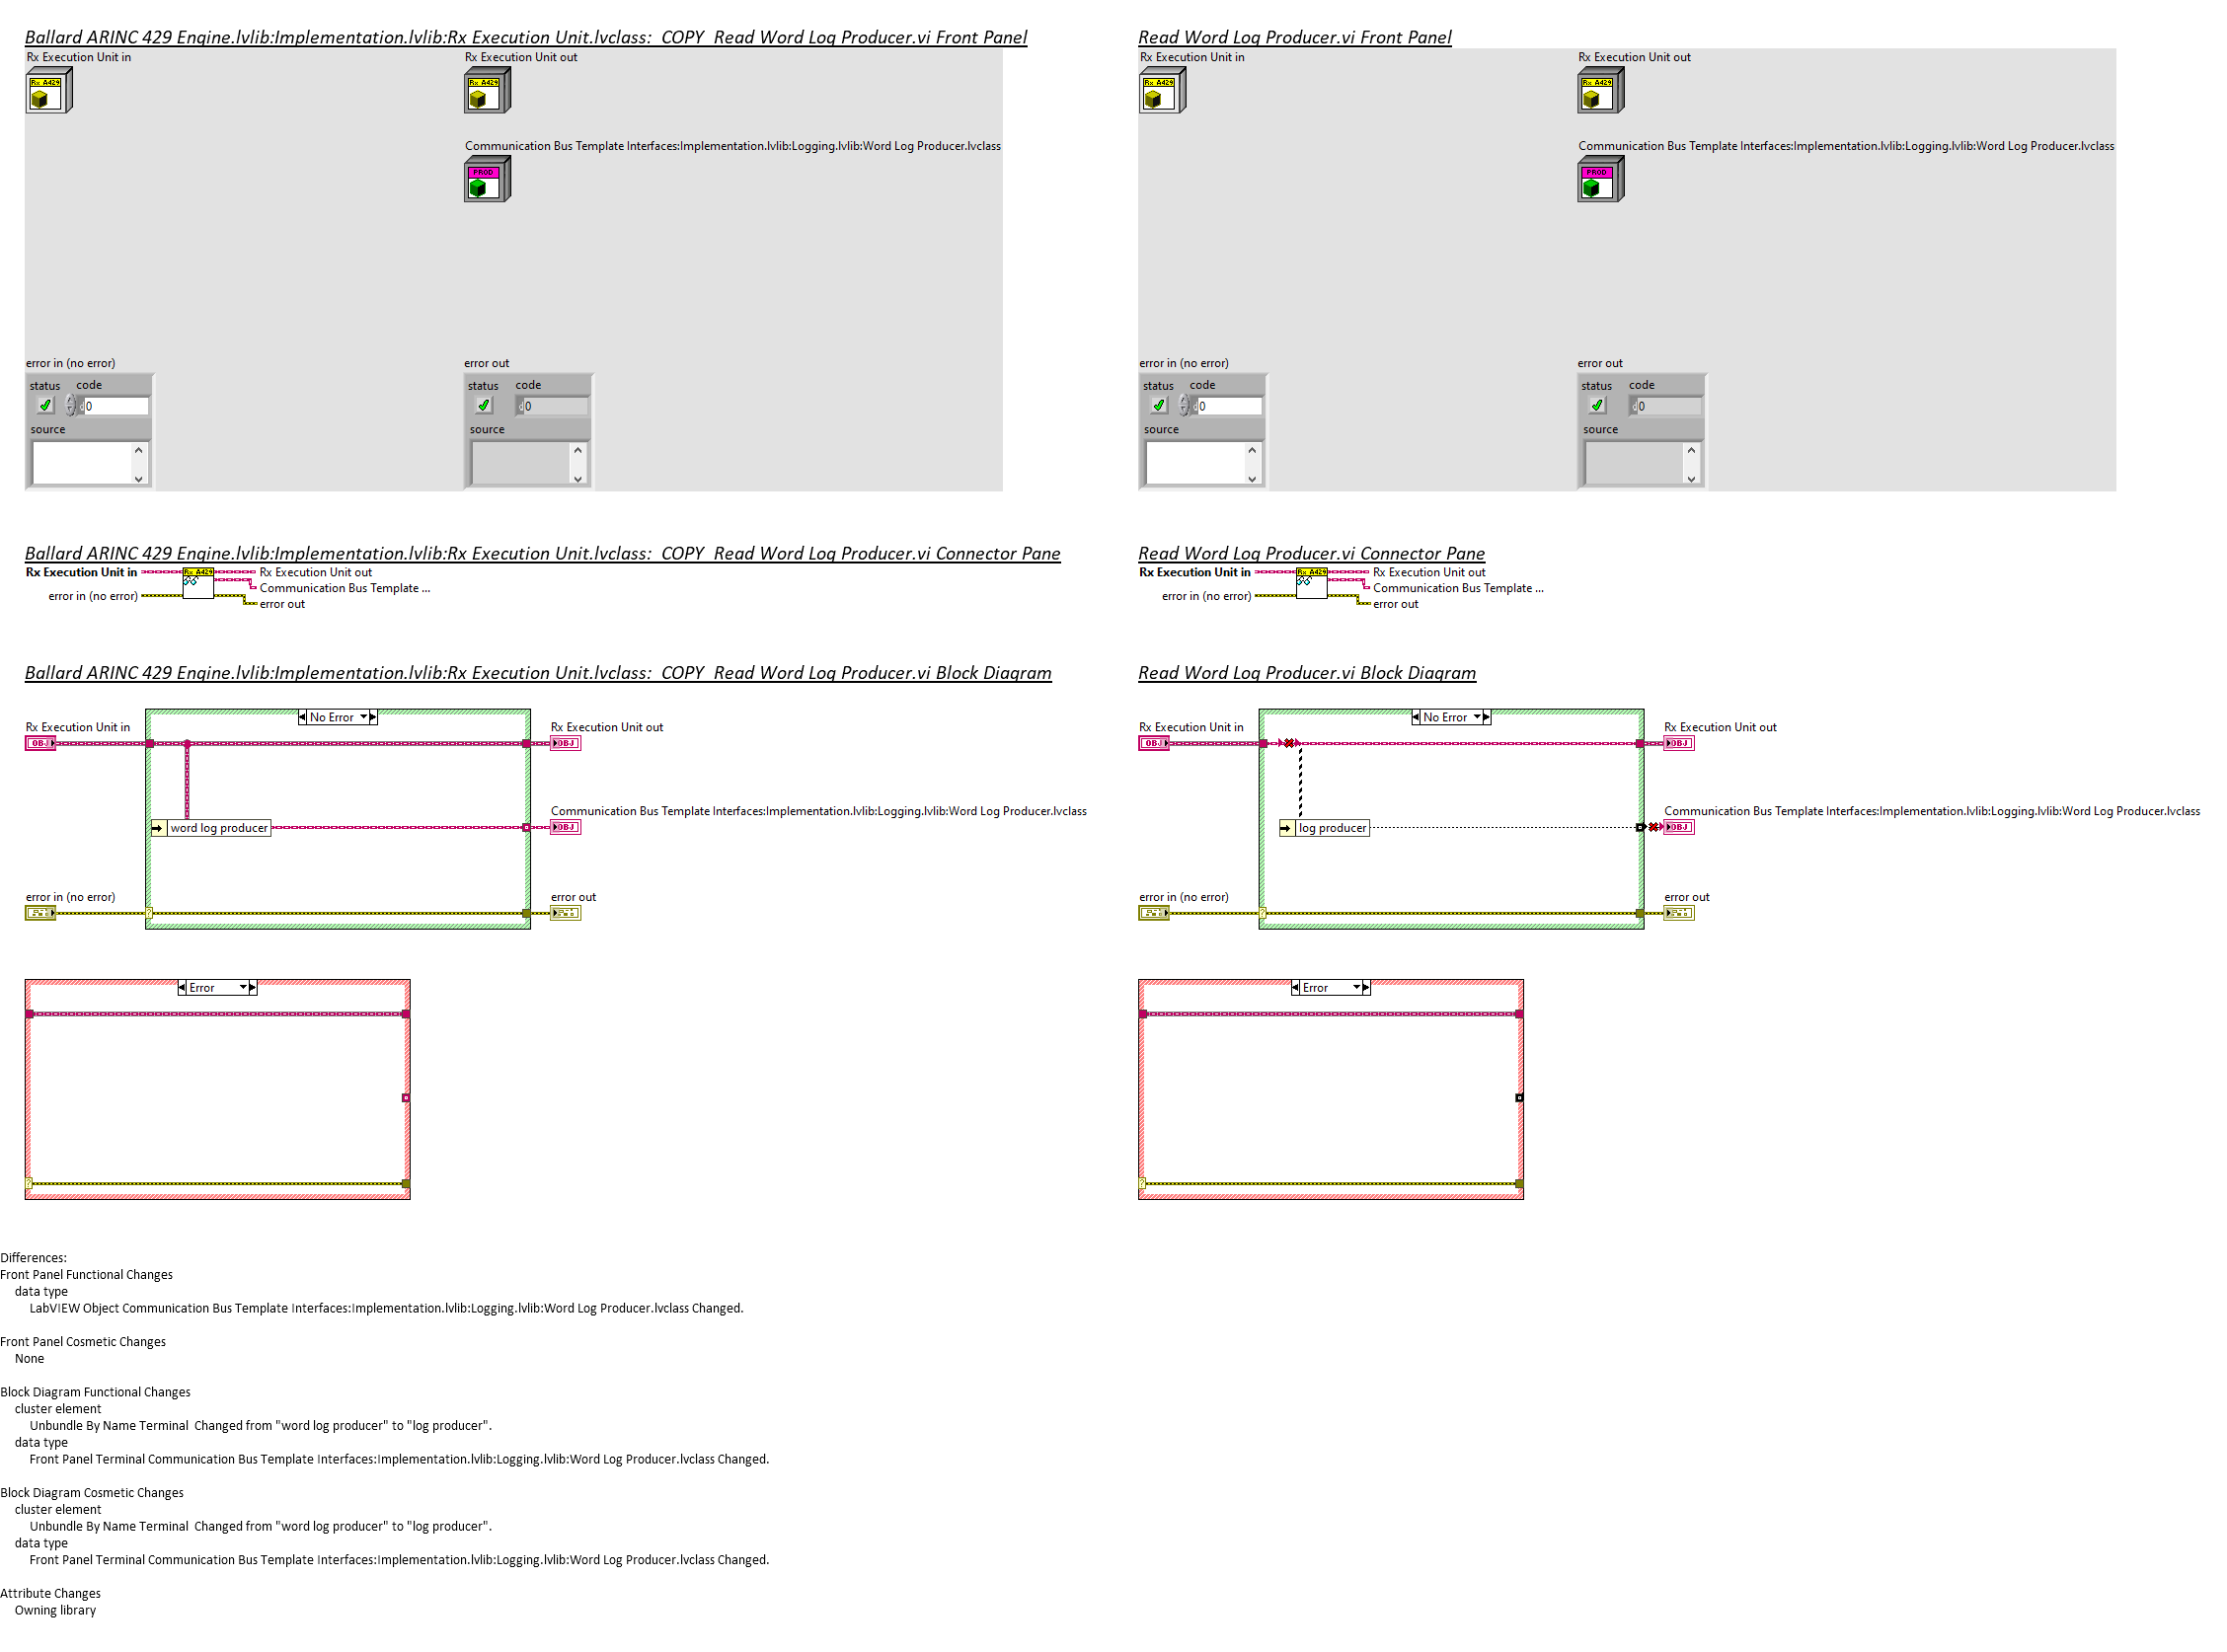 Ballard ARINC 429 Engine.lvlib:Implementation.lvlib:Rx Execution Unit.lvclass:  COPY  Read Word Log Producer.vi Front Panel
Rx Execution Unit in
Rx Execution Unit out
Rx A429
Rx A429
Communication Bus Template Interfaces:Implementation.lvlib:Logging.lvlib:Word Log Producer.lvclass
PROD
error in (no error)
error out
status code
status code
d0
d0
source
source
Read Word Log Producer.vi Front Panel
Rx Execution Unit in
Rx Execution Unit out
Rx A429
Rx A429
Communication Bus Template Interfaces:Implementation.lvlib:Logging.lvlib:Word Log Producer.lvclass
PROD
error in (no error)
error out
status code
status code
d0
d0
source
source
Ballard ARINC 429 Engine.lvlib:Implementation.lvlib:Rx Execution Unit.lvclass:  COPY  Read Word Log Producer.vi Connector Pane
Rx Execution Unit in
Rx A429
Rx Execution Unit out
Communication Bus Template ...
error in (no error)
error out
Read Word Log Producer.vi Connector Pane
Rx Execution Unit in
Rx A429
Rx Execution Unit out
Communication Bus Template ...
error in (no error)
error out
Ballard ARINC 429 Engine.lvlib:Implementation.lvlib:Rx Execution Unit.lvclass:  COPY  Read Word Log Producer.vi Block Diagram
No Error
Rx Execution Unit in
Rx Execution Unit out
OBJ
OBJ
Communication Bus Template Interfaces:Implementation.lvlib:Logging.lvlib:Word Log Producer.lvclass
word log producer
OBJ
error in (no error)
error out
?
Error
?
Read Word Log Producer.vi Block Diagram
No Error
Rx Execution Unit in
Rx Execution Unit out
OBJ
OBJ
Communication Bus Template Interfaces:Implementation.lvlib:Logging.lvlib:Word Log Producer.lvclass
log producer
OBJ
error in (no error)
error out
?
Error
?
Differences:
Front Panel Functional Changes
data type
LabVIEW Object Communication Bus Template Interfaces:Implementation.lvlib:Logging.lvlib:Word Log Producer.lvclass Changed.
Front Panel Cosmetic Changes
None
Block Diagram Functional Changes
cluster element
Unbundle By Name Terminal  Changed from "word log producer" to "log producer".
data type
Front Panel Terminal Communication Bus Template Interfaces:Implementation.lvlib:Logging.lvlib:Word Log Producer.lvclass Changed.
Block Diagram Cosmetic Changes
cluster element
Unbundle By Name Terminal  Changed from "word log producer" to "log producer".
data type
Front Panel Terminal Communication Bus Template Interfaces:Implementation.lvlib:Logging.lvlib:Word Log Producer.lvclass Changed.
Attribute Changes
Owning library